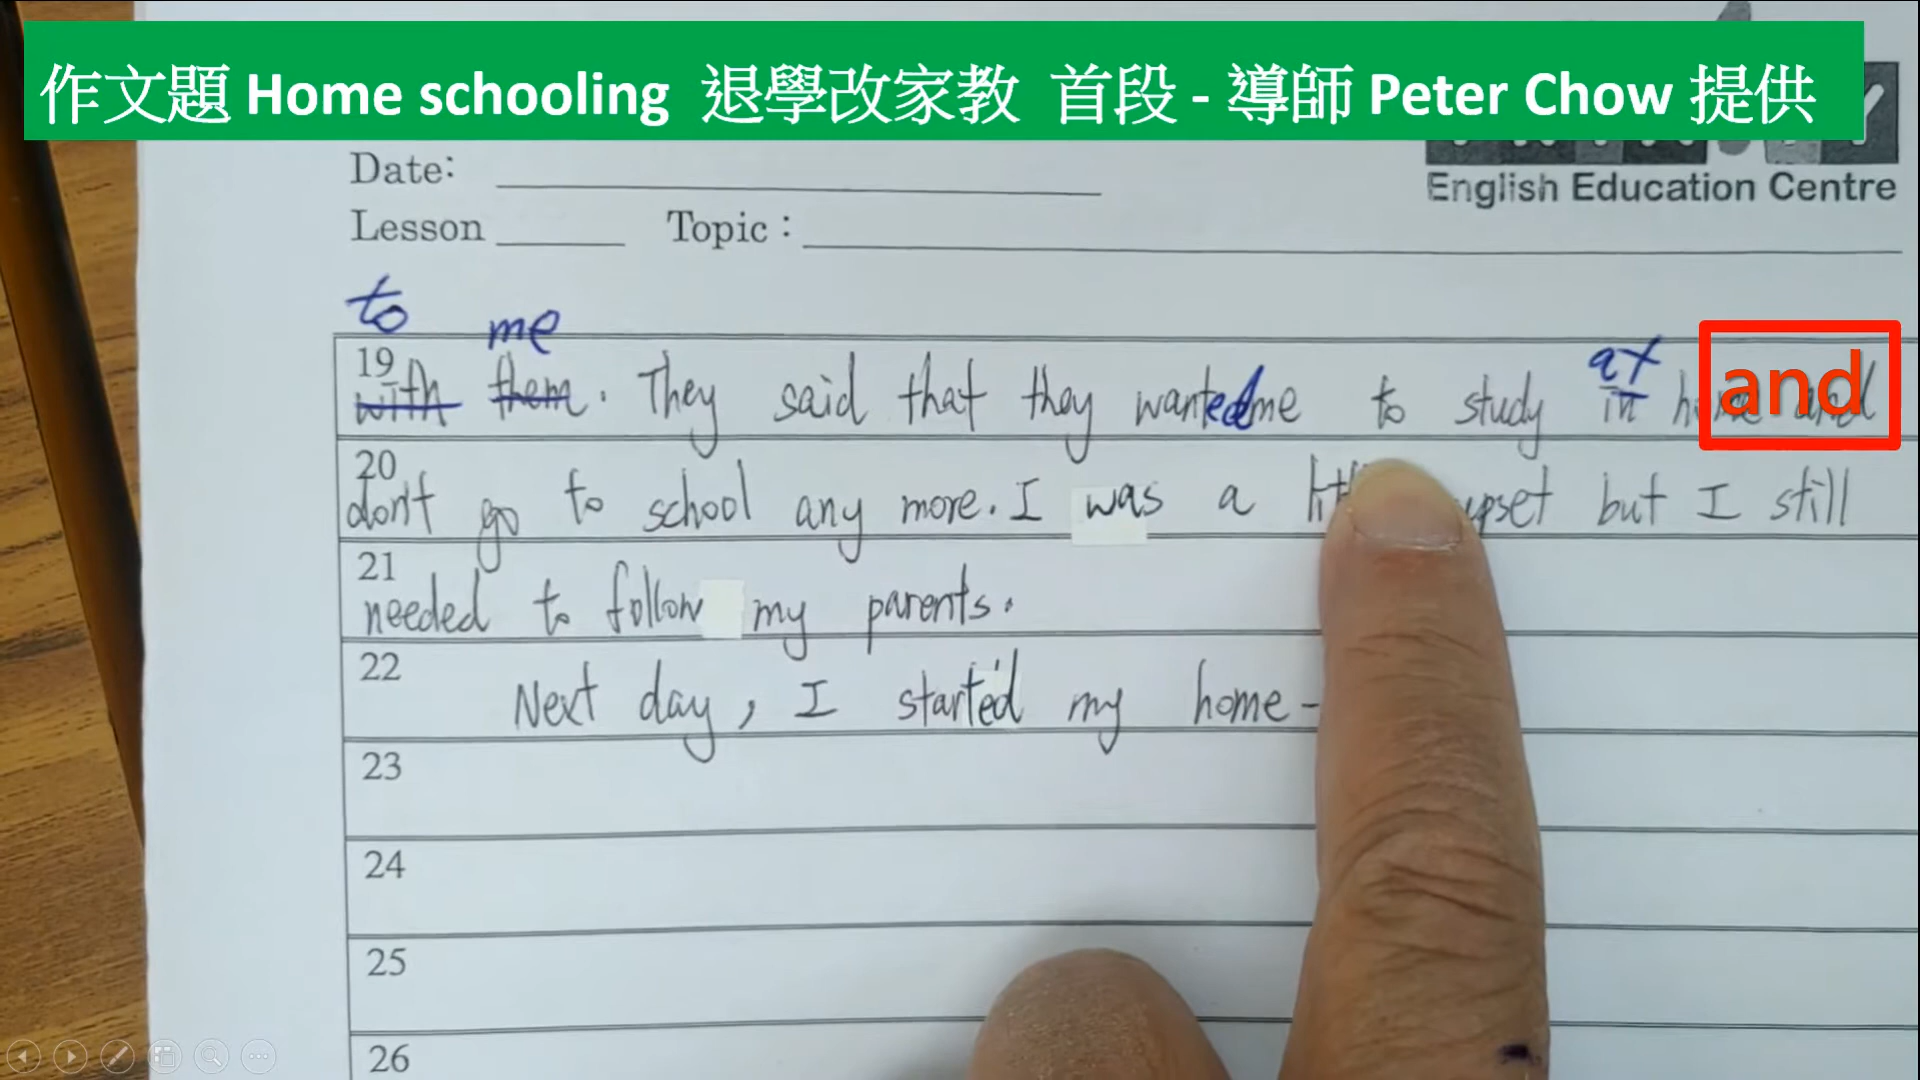 作文題 Home schooling 退學改家教 首段 - 導師 Peter Chow 提供
English Education Centre
Date:
Lesson Topic :
to me at
19 with them. They said that they wanted me to study in home and
and
20 don't go to school any more. I was a upset but I still
21 needed to follow my parents.
22 Next day, I started my home-
23
24
25
26